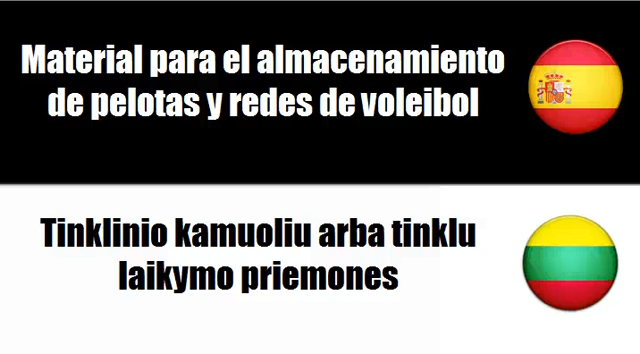 Material para el almacenamiento
de pelotas y redes de voleibol
Tinklinio kamuoliu arba tinklu
laikymo priemones